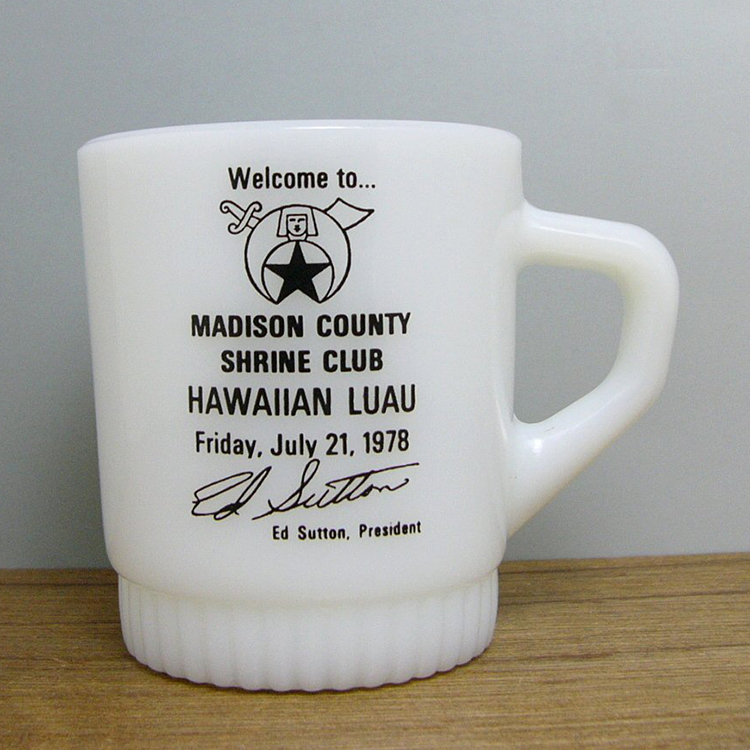 Welcome to...
MADISON COUNTY
SHRINE CLUB
HAWAIIAN LUAU
Friday, July 21, 1978
Ed Sutton
Ed Sutton, President